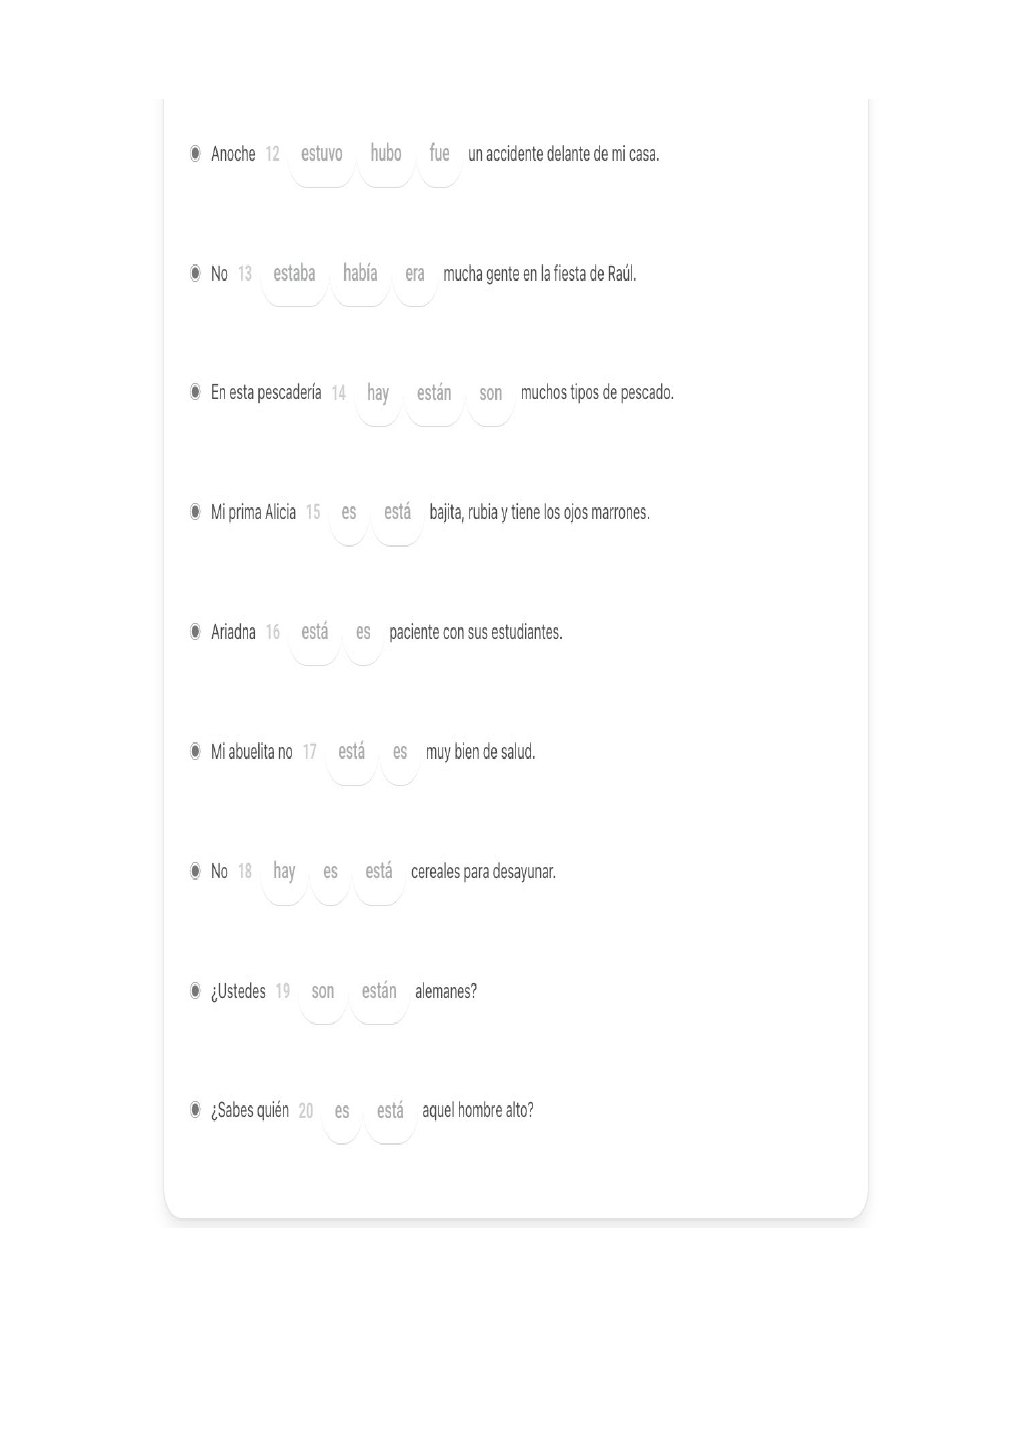 Anoche 12 estuvo hubo fue un accidente delante de mi casa.
No 13 estaba había era mucha gente en la fiesta de Raúl.
En esta pescadería 14 hay están son muchos tipos de pescado.
Mi prima Alicia 15 es está bajita, rubia y tiene los ojos marrones.
Ariadna 16 está es paciente con sus estudiantes.
Mi abuelita no 17 está es muy bien de salud.
No 18 hay es está cereales para desayunar.
¿Ustedes 19 son están alemanes?
¿Sabes quién 20 es está aquel hombre alto?